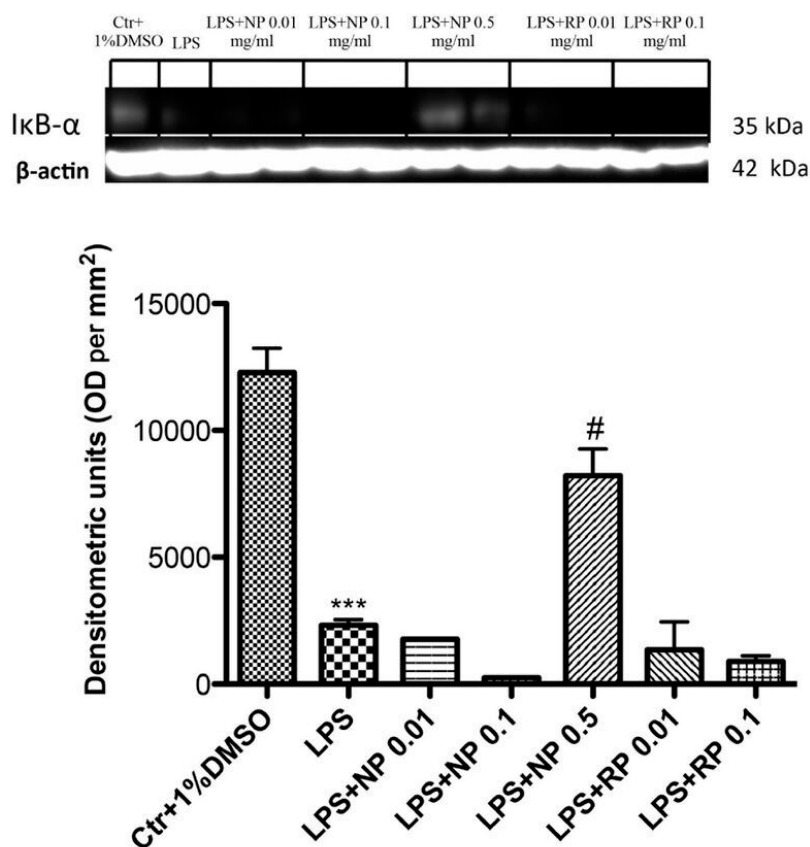 Ctr+ 1%DMSO
LPS
LPS+NP 0.01 mg/ml
LPS+NP 0.1 mg/ml
LPS+NP 0.5 mg/ml
LPS+RP 0.01 mg/ml
LPS+RP 0.1 mg/ml
IκB-α
35 kDa
β-actin
42 kDa
Densitometric units (OD per mm²)
15000
10000
5000
0
***
#
Ctr+1%DMSO
LPS
LPS+NP 0.01
LPS+NP 0.1
LPS+NP 0.5
LPS+RP 0.01
LPS+RP 0.1